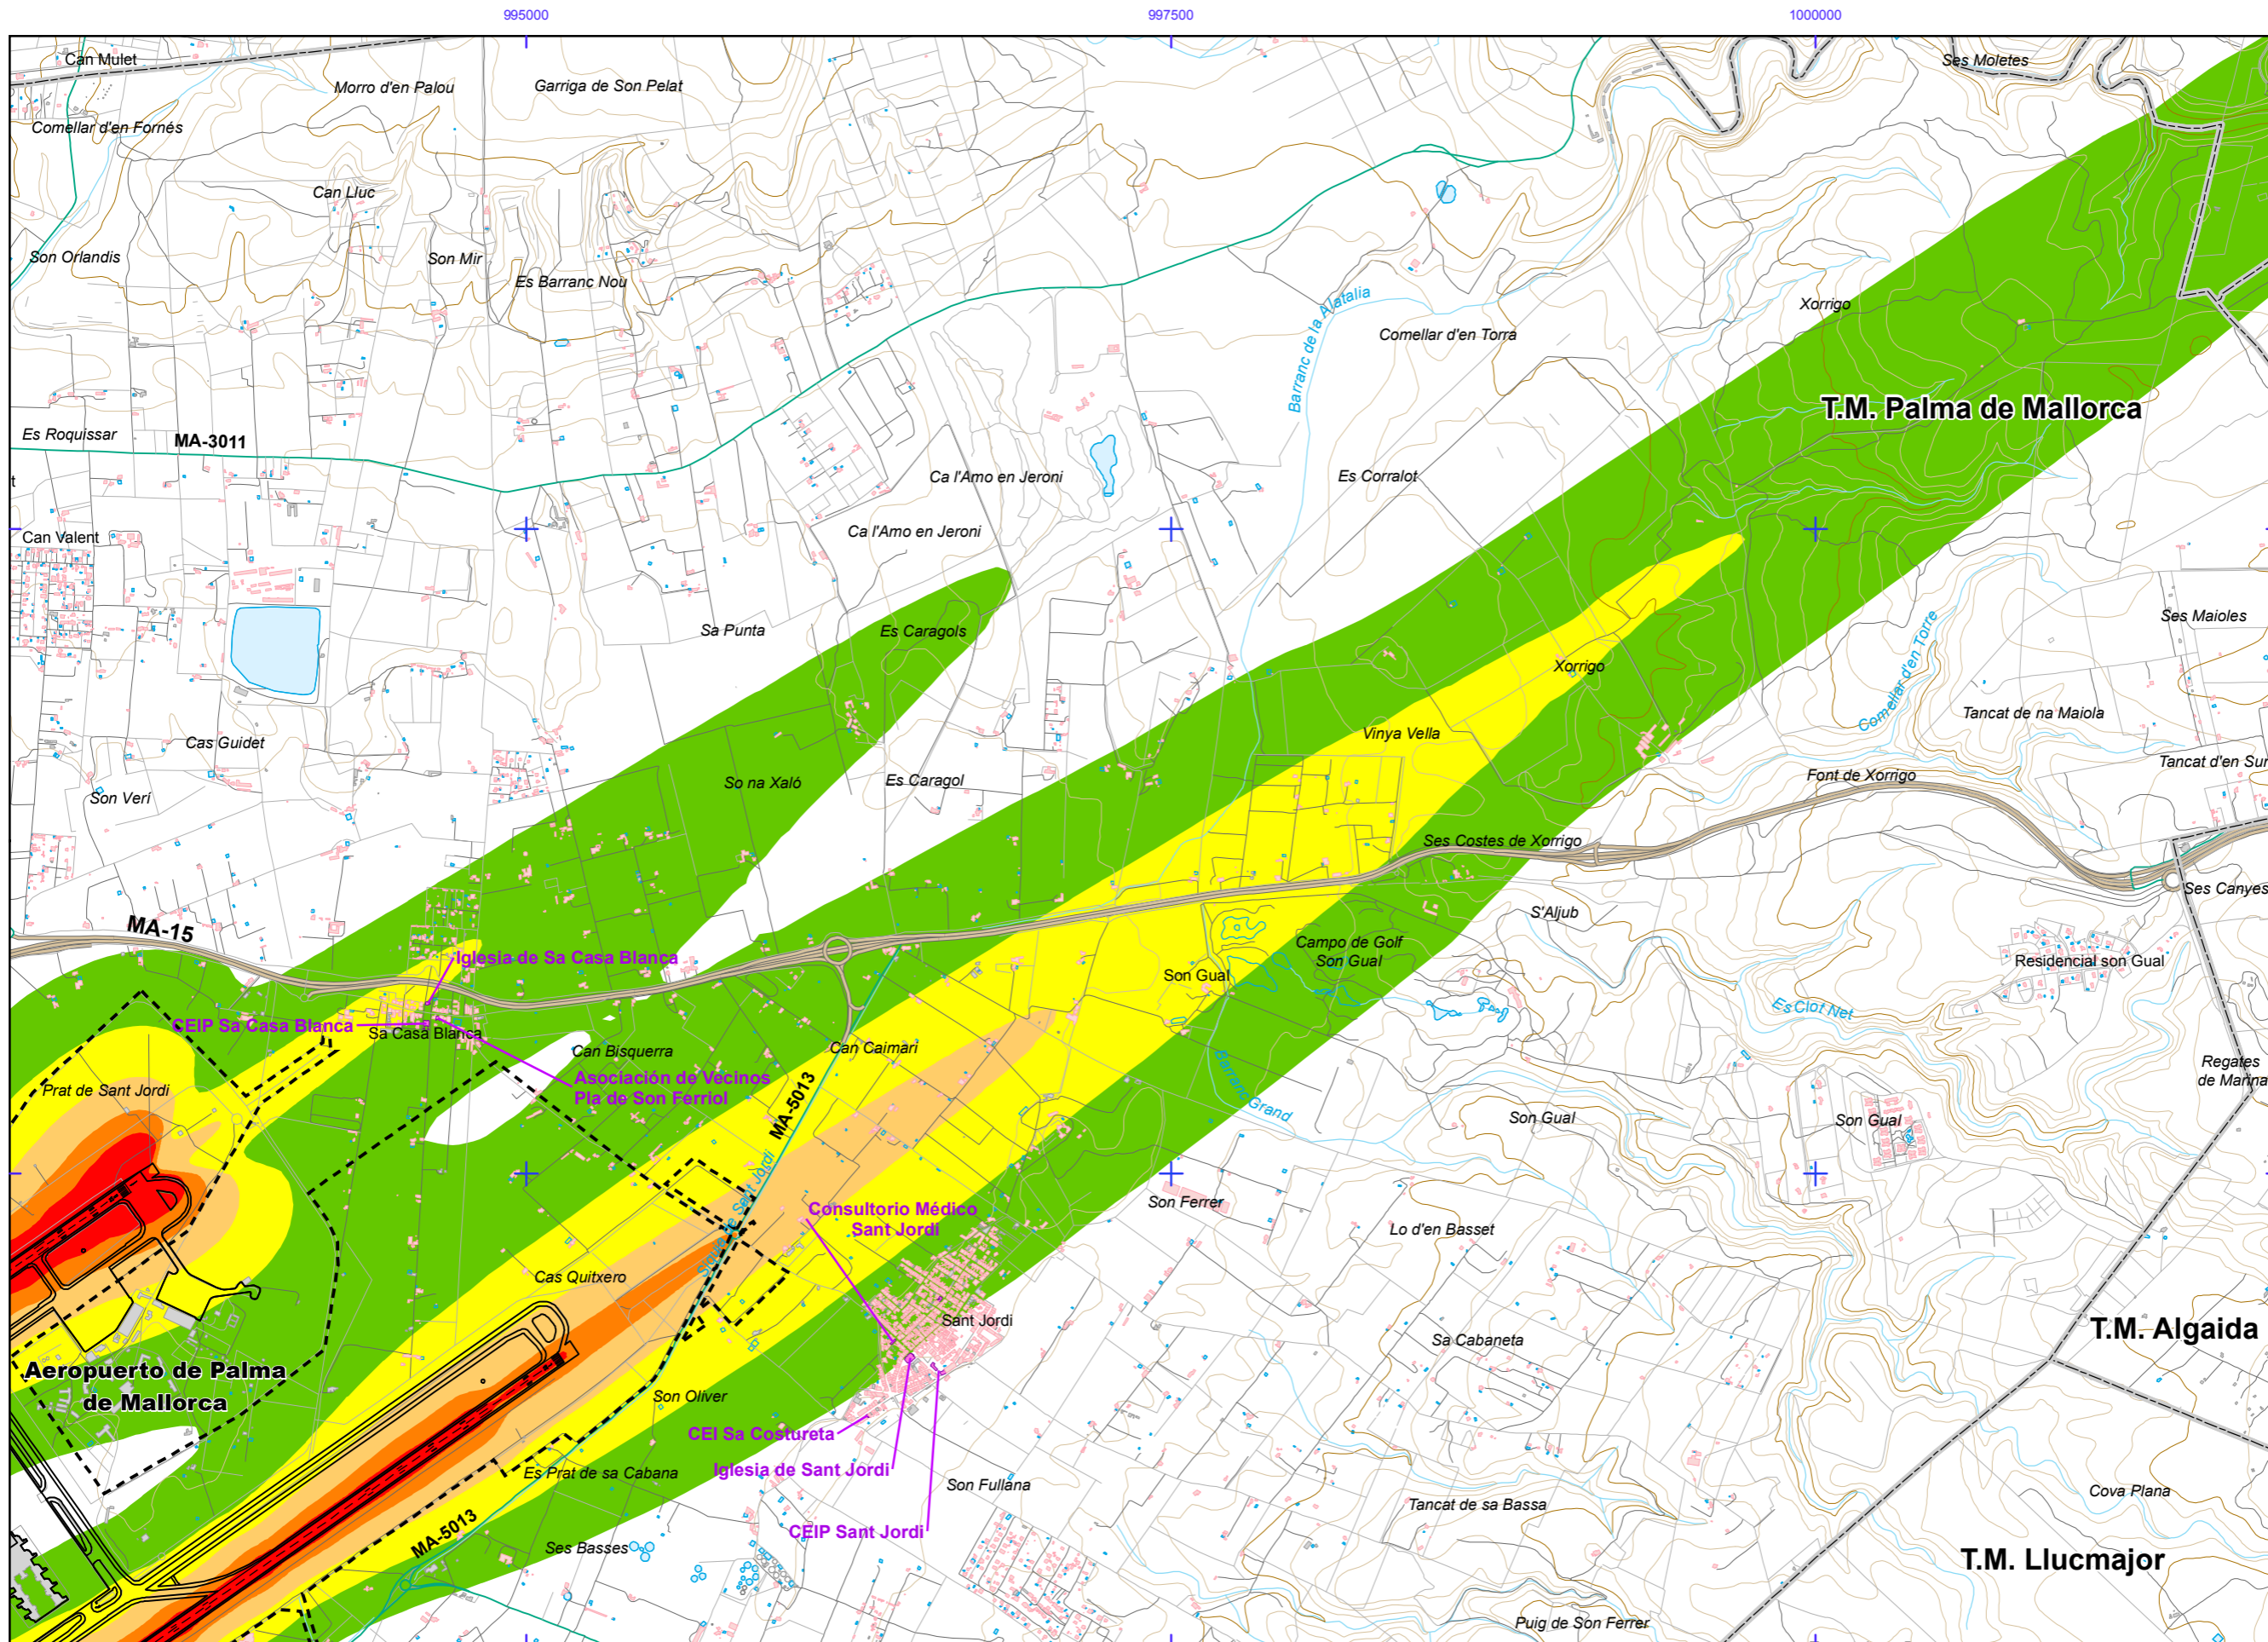 995000
997500
1000000
Can Mulet
Morro d'en Palou
Garriga de Son Pelat
Ses Moletes
Comellar d'en Fornés
Can Lluc
Son Orlandis
Son Mir
Es Barranc Nou
Barranc de la Alatalia
Xorrigo
Comellar d'en Torra
T.M. Palma de Mallorca
Es Roquissar
MA-3011
Ca l'Amo en Jeroni
Es Corralot
t
Can Valent
Ca l'Amo en Jeroni
Sa Punta
Es Caragols
Ses Maioles
Xorrigo
Comellar d'en Torre
Tancat de na Maiola
Cas Guidet
Vinya Vella
Tancat d'en Sur
Son Verí
So na Xaló
Es Caragol
Font de Xorrigo
Ses Costes de Xorrigo
Ses Canyes
MA-15
S'Aljub
Iglesia de Sa Casa Blanca
Campo de Golf
Son Gual
Son Gual
Residencial son Gual
CEIP Sa Casa Blanca
Sa Casa Blanca
Es Clot Net
Can Bisquerra
Can Caimari
Asociación de Vecinos
Pla de Son Ferriol
Prat de Sant Jordi
MA-5013
Barranc Grand
Regates
de Marina
Son Gual
Son Gual
Siquia de Sant Jordi
Consultorio Médico
Sant Jordi
Son Ferrer
Lo d'en Basset
Cas Quitxero
Sant Jordi
Sa Cabaneta
T.M. Algaida
Aeropuerto de Palma
de Mallorca
Son Oliver
CEI Sa Costureta
Es Prat de sa Cabana
Iglesia de Sant Jordi
Son Fullana
Cova Plana
Tancat de sa Bassa
MA-5013
CEIP Sant Jordi
Ses Basses
T.M. Llucmajor
Puig de Son Ferrer